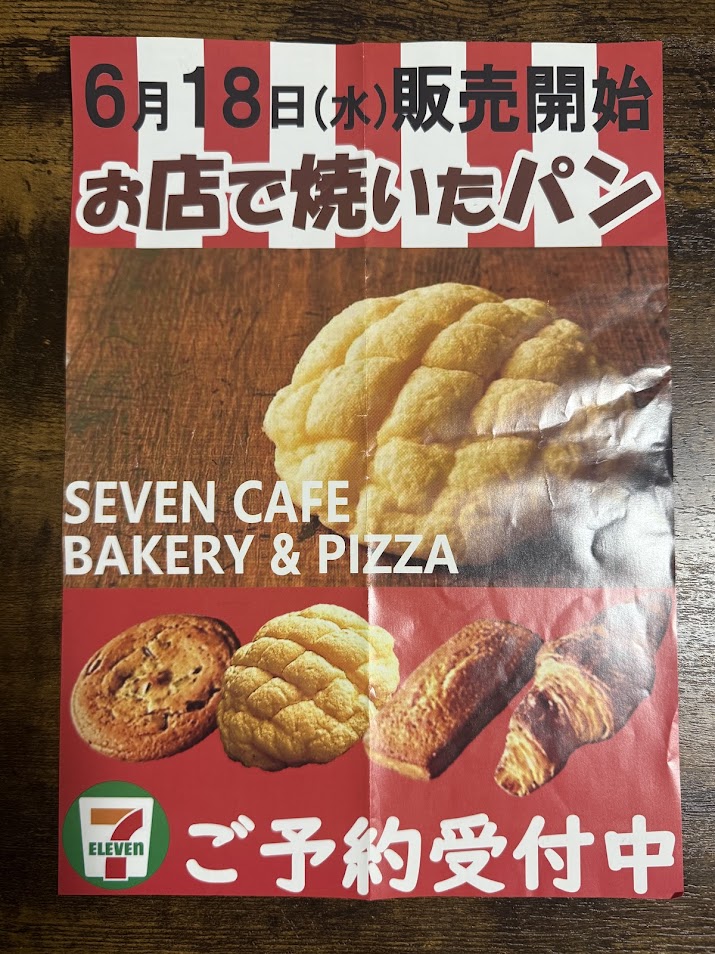 6月18日(水)販売開始
お店で焼いたパン
SEVEN CAFE
BAKERY & PIZZA
7
ELEVEn
ご予約受付中